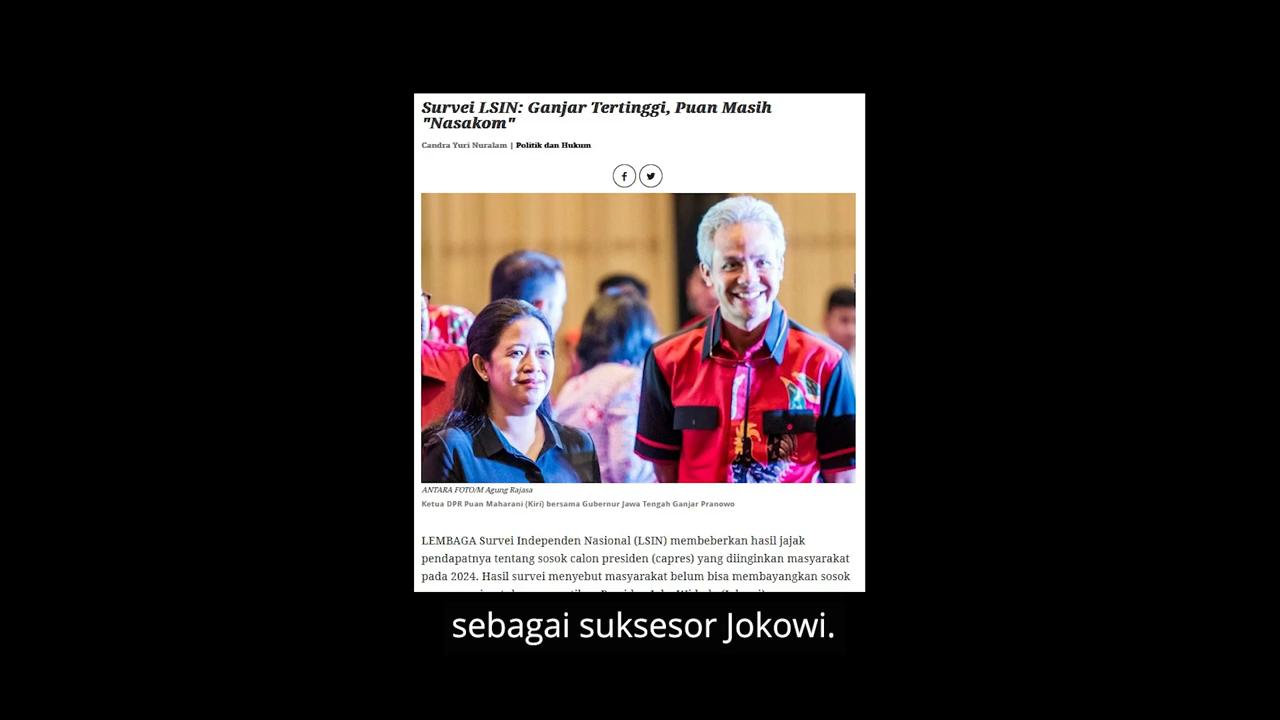 Survei LSIN: Ganjar Tertinggi, Puan Masih
"Nasakom"
Candra Yuri Nuralam | Politik dan Hukum
ANTARA FOTO/M Agung Rajasa
Ketua DPR Puan Maharani (Kiri) bersama Gubernur Jawa Tengah Ganjar Pranowo
LEMBAGA Survei Independen Nasional (LSIN) membeberkan hasil jajak
pendapatnya tentang sosok calon presiden (capres) yang diinginkan masyarakat
pada 2024. Hasil survei menyebut masyarakat belum bisa membayangkan sosok
sebagai suksesor Jokowi.